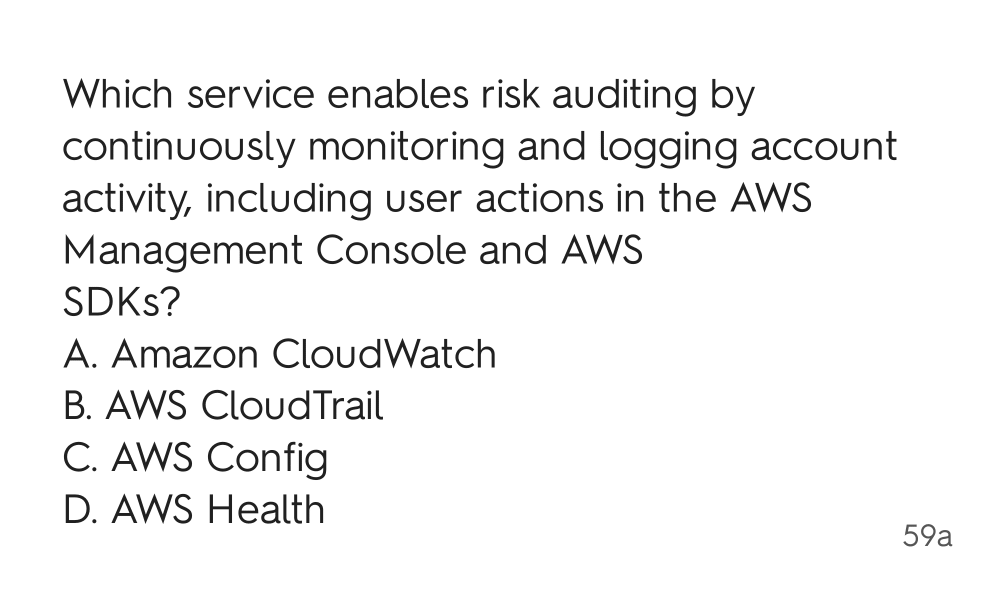 Which service enables risk auditing by
continuously monitoring and logging account
activity, including user actions in the AWS
Management Console and AWS
SDKs?
A. Amazon CloudWatch
B. AWS CloudTrail
C. AWS Config
D. AWS Health
59a